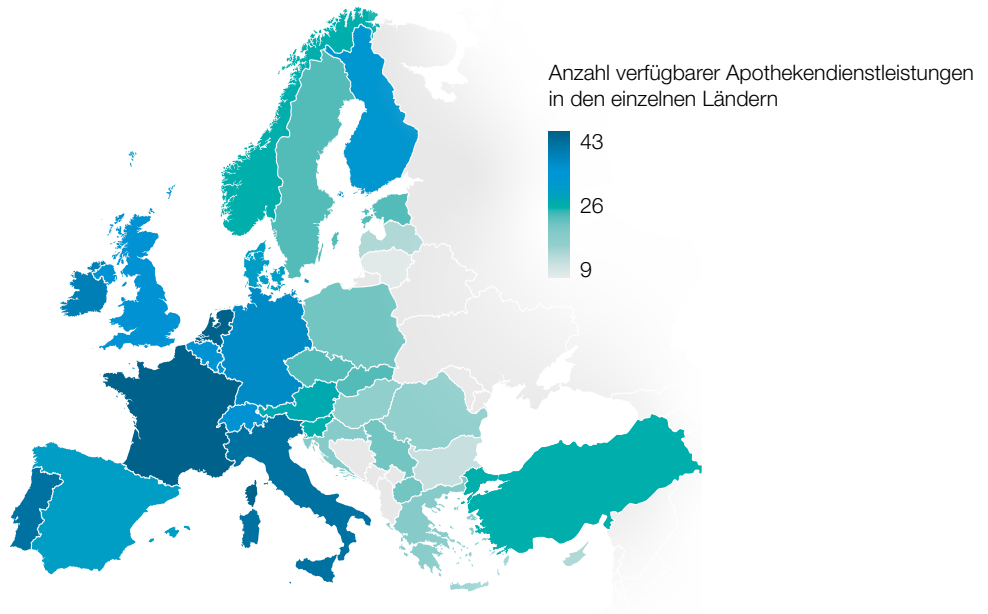 Anzahl verfügbarer Apothekendienstleistungen
in den einzelnen Ländern
43
26
9